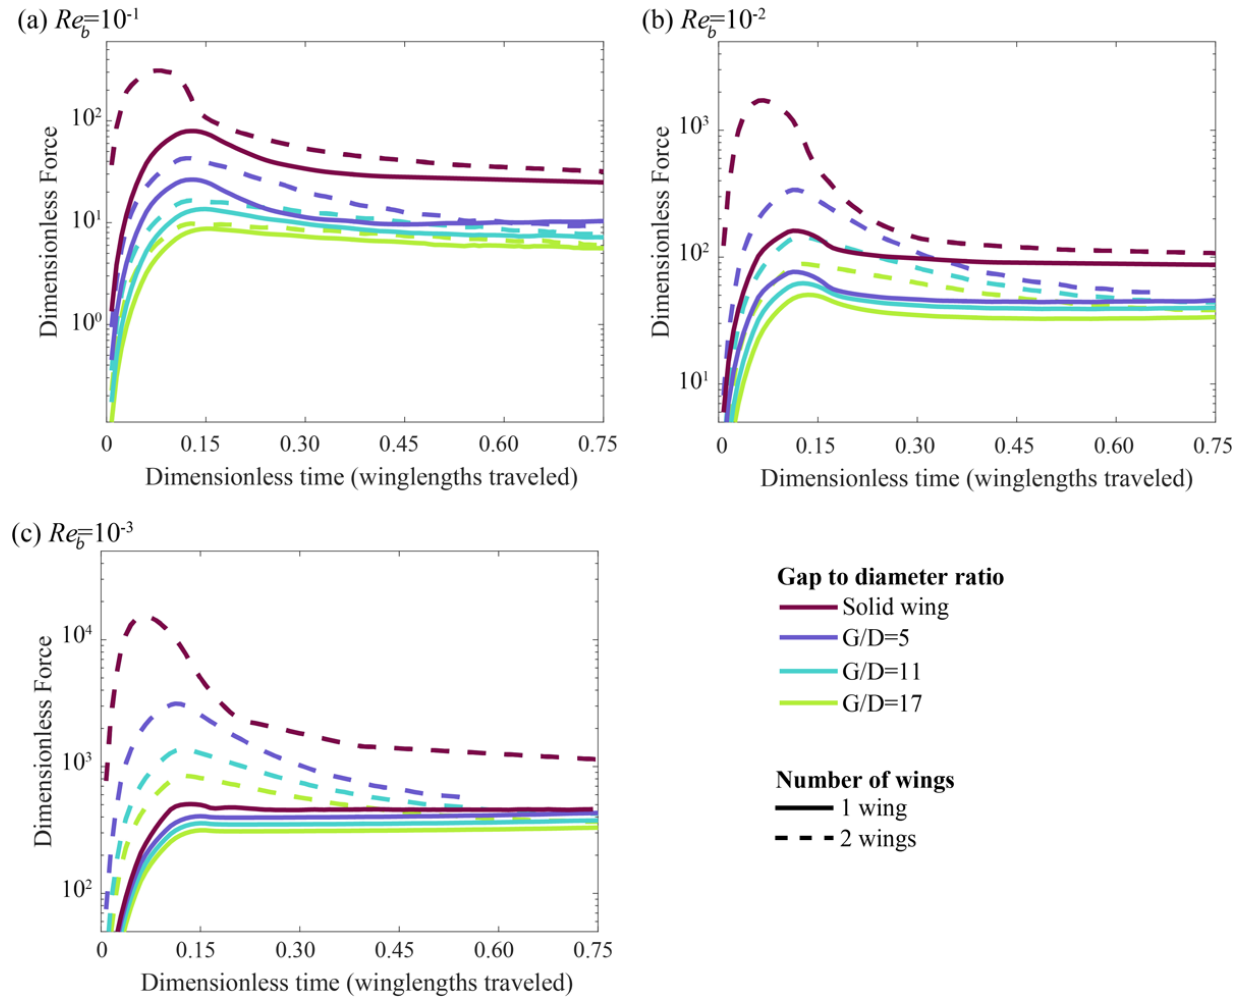 (a) Re_b=10^-1
Dimensionless Force
10^2
10^1
10^0
0 0.15 0.30 0.45 0.60 0.75
Dimensionless time (winglengths traveled)
(b) Re_b=10^-2
Dimensionless Force
10^3
10^2
10^1
0 0.15 0.30 0.45 0.60 0.75
Dimensionless time (winglengths traveled)
(c) Re_b=10^-3
Dimensionless Force
10^4
10^3
10^2
0 0.15 0.30 0.45 0.60 0.75
Dimensionless time (winglengths traveled)
Gap to diameter ratio
Solid wing
G/D=5
G/D=11
G/D=17
Number of wings
1 wing
2 wings